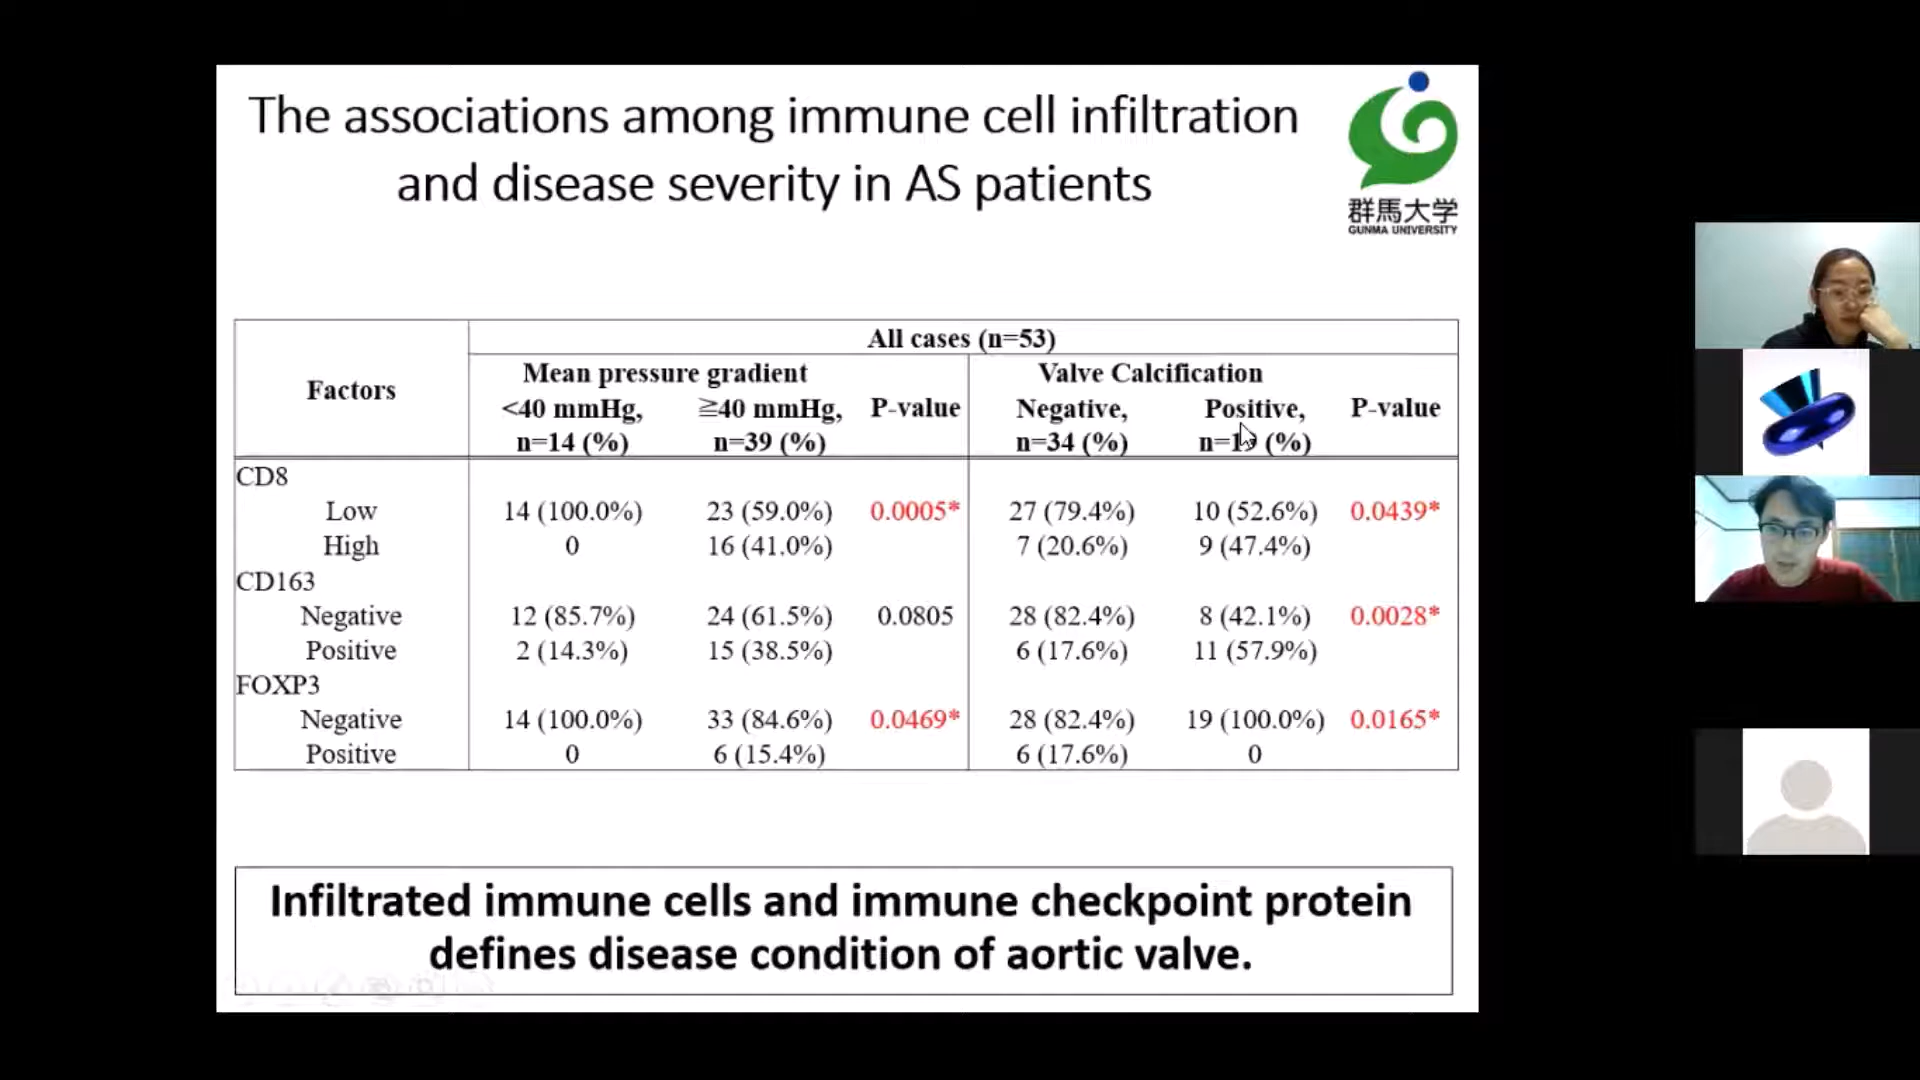 The associations among immune cell infiltration
and disease severity in AS patients
群馬大学
GUNMA UNIVERSITY
All cases (n=53)
Factors
Mean pressure gradient
Valve Calcification
<40 mmHg, ≧40 mmHg, P-value Negative, Positive, P-value
n=14 (%) n=39 (%) n=34 (%) n=19 (%)
CD8
Low 14 (100.0%) 23 (59.0%) 0.0005* 27 (79.4%) 10 (52.6%) 0.0439*
High 0 16 (41.0%) 7 (20.6%) 9 (47.4%)
CD163
Negative 12 (85.7%) 24 (61.5%) 0.0805 28 (82.4%) 8 (42.1%) 0.0028*
Positive 2 (14.3%) 15 (38.5%) 6 (17.6%) 11 (57.9%)
FOXP3
Negative 14 (100.0%) 33 (84.6%) 0.0469* 28 (82.4%) 19 (100.0%) 0.0165*
Positive 0 6 (15.4%) 6 (17.6%) 0
Infiltrated immune cells and immune checkpoint protein
defines disease condition of aortic valve.